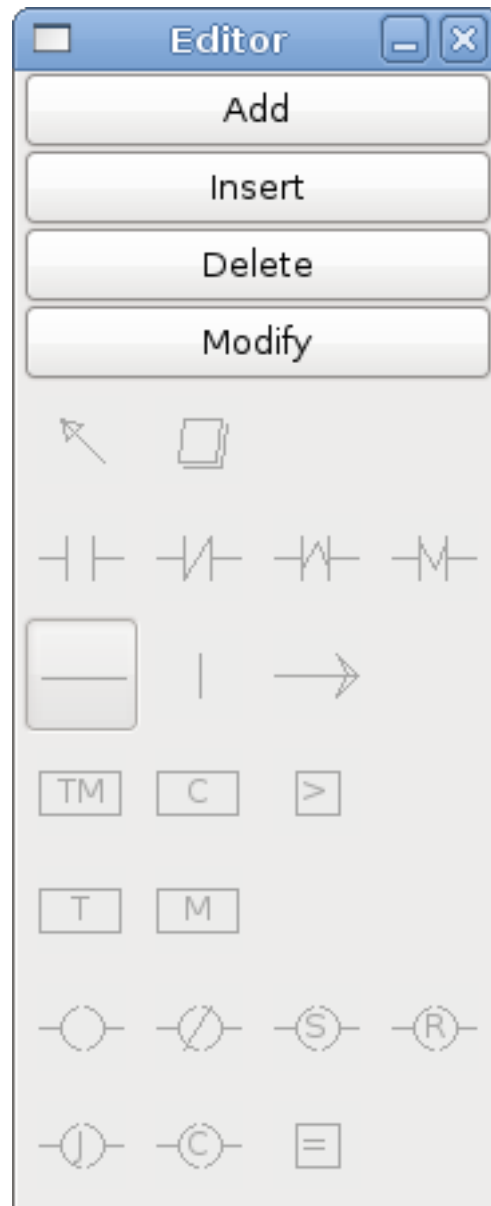 Editor
Add
Insert
Delete
Modify
TM C >
T M
S R
J C =